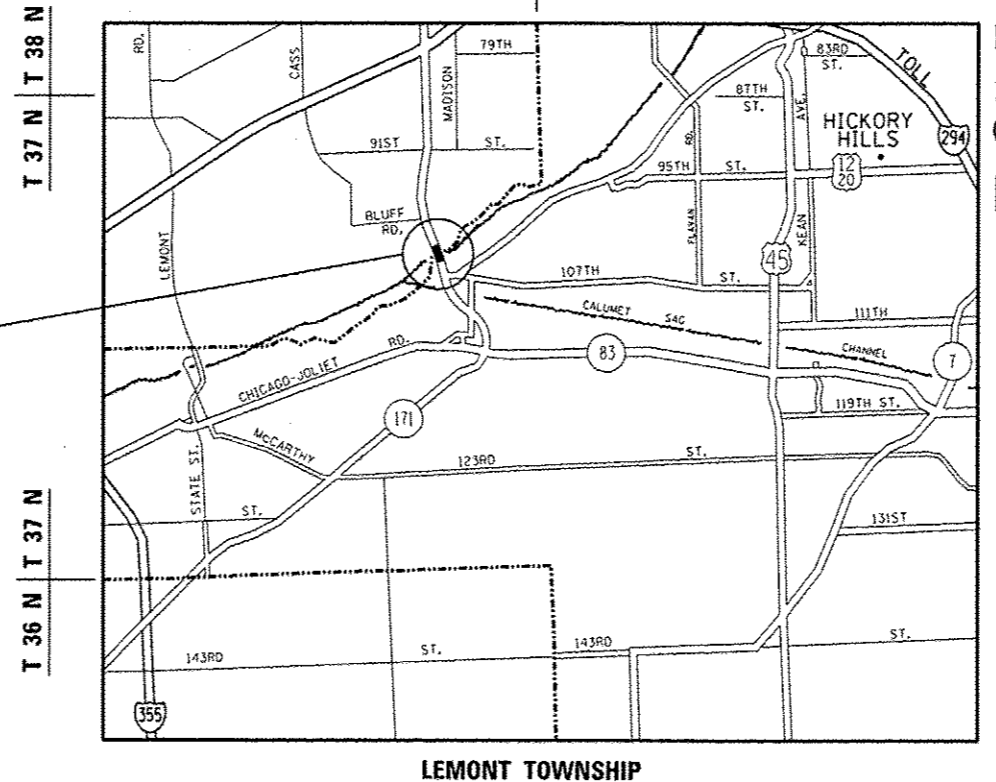 T 38 N
T 37 N
T 37 N
T 36 N
RD.
CASS
MADISON
79TH
83RD
ST.
TOLL
87TH
ST.
AVE.
HICKORY
HILLS
294
91ST ST.
RD.
95TH ST.
12
20
BLUFF
RD.
KEAN
LEMONT
45
107TH ST.
CALUMET SAG
CHANNEL
111TH
CHICAGO-JOLIET RD.
83
7
171
119TH ST.
McCARTHY
STATE ST.
123RD ST.
ST.
131ST
143RD ST. 143RD ST.
355
LEMONT TOWNSHIP